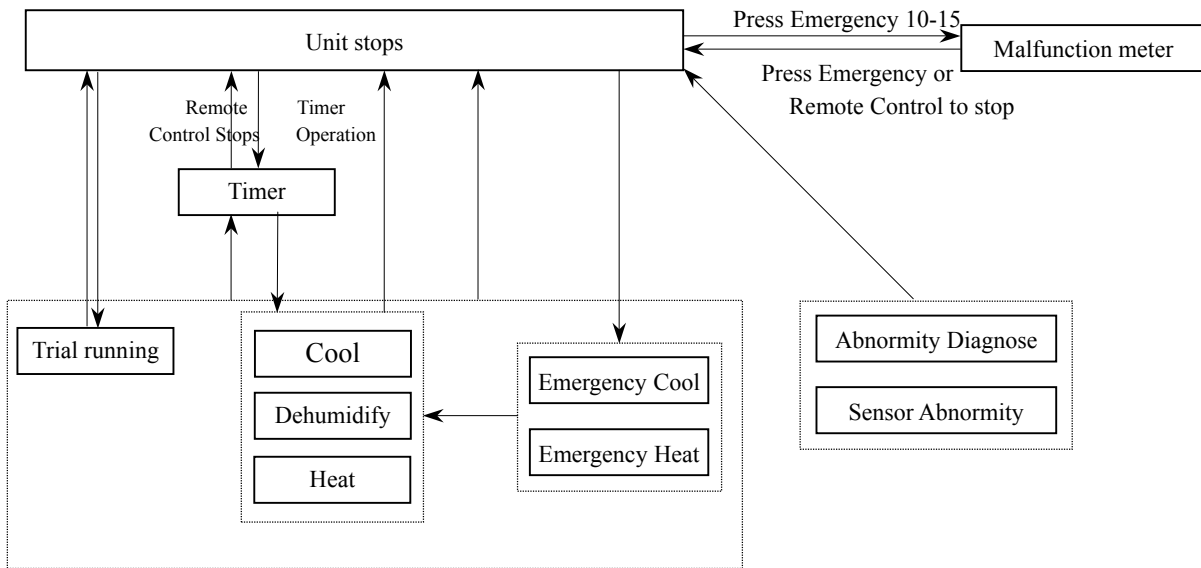 Unit stops
Press Emergency 10-15
Malfunction meter
Press Emergency or
Remote Control to stop
Remote
Control Stops
Timer
Operation
Timer
Trial running
Cool
Dehumidify
Heat
Emergency Cool
Emergency Heat
Abnormity Diagnose
Sensor Abnormity